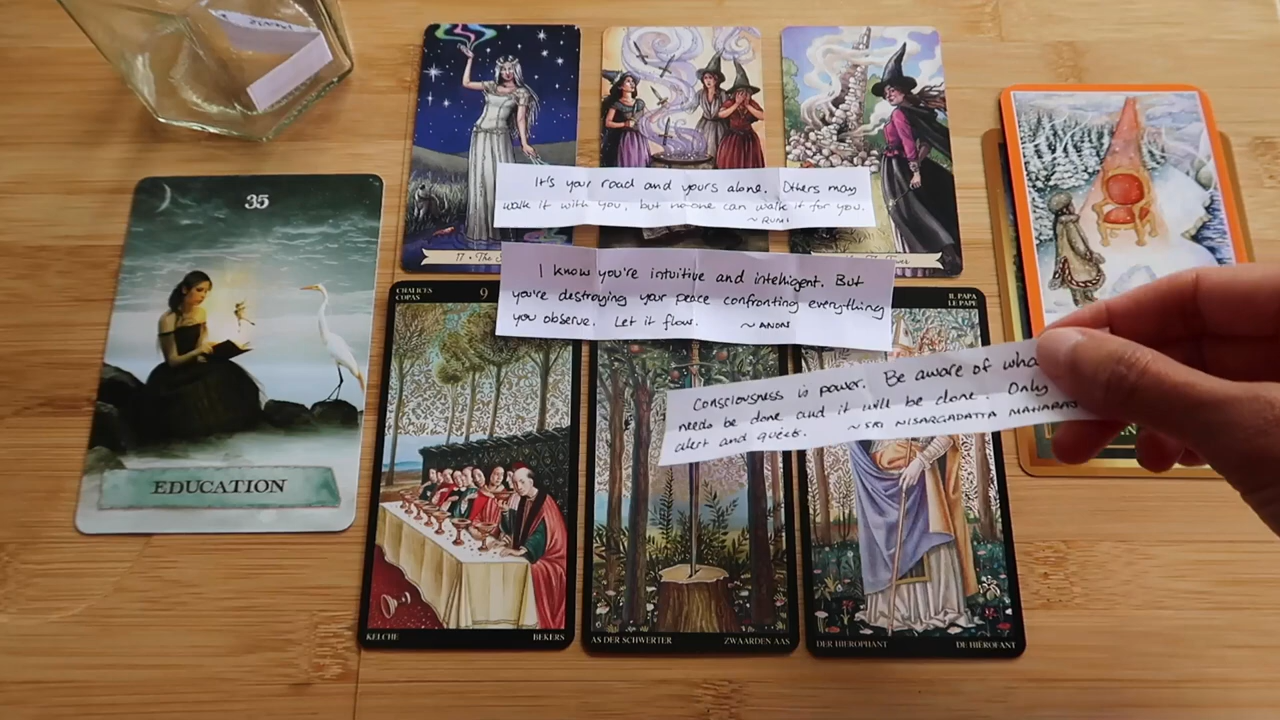 35
EDUCATION
17 • The
Tower
It's your road and yours alone. Others may
walk it with you, but no one can walk it for you.
~RUMI
I know you're intuitive and intelligent. But
you're destroying your peace confronting everything
you observe. Let it flow. ~ANON
Consciousness is power. Be aware of what
needs be done and it will be done. Only
alert and quiet. ~SRI NISARGADATTA MAHARAJ
CHALICES
COPAS
9
KELCHE
BEKERS
AS DER SCHWERTER
ZWAARDEN AAS
IL PAPA
LE PAPE
DER HIEROPHANT
DE HIËROFANT